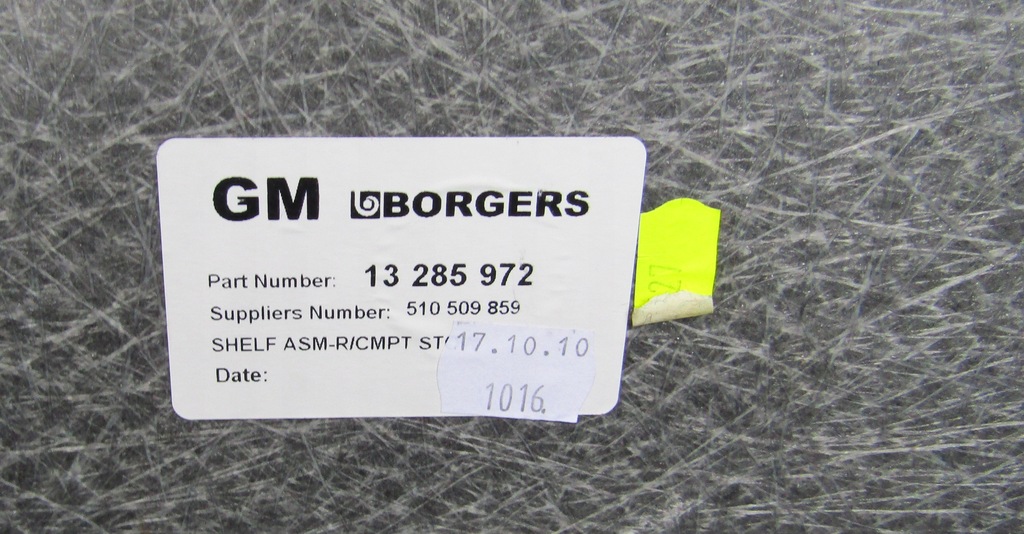 GM BORGERS
Part Number: 13 285 972
Suppliers Number: 510 509 859
SHELF ASM-R/CMPT
17.10.10
Date:
1016.
27